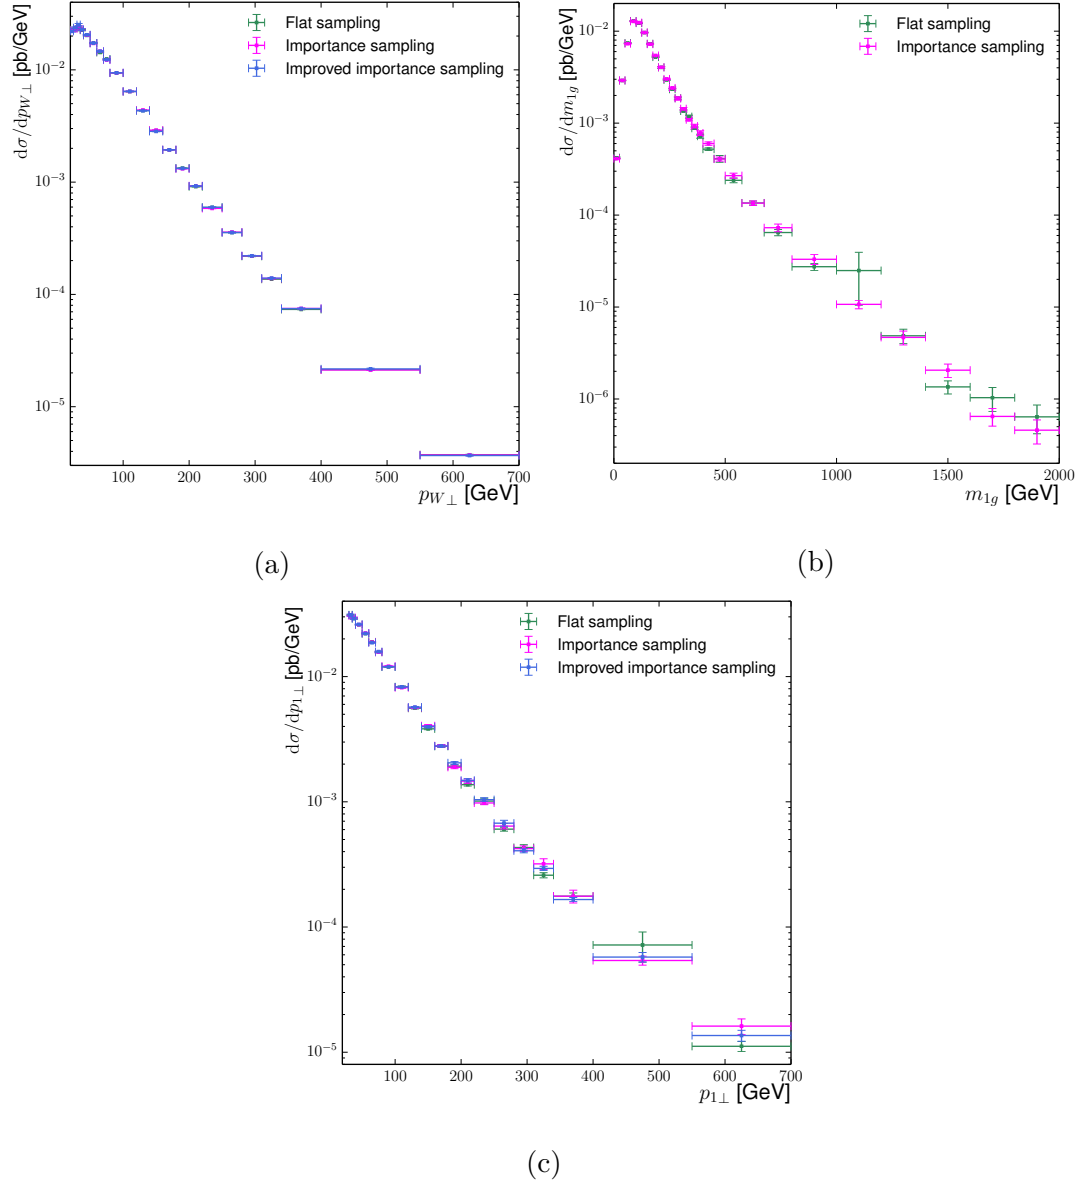 Flat sampling
Importance sampling
Improved importance sampling
dσ/dp_{W⊥} [pb/GeV]
10^{−2}
10^{−3}
10^{−4}
10^{−5}
100 200 300 400 500 600 700
p_{W⊥} [GeV]
(a)
Flat sampling
Importance sampling
dσ/dm_{1g} [pb/GeV]
10^{−2}
10^{−3}
10^{−4}
10^{−5}
10^{−6}
0 500 1000 1500 2000
m_{1g} [GeV]
(b)
Flat sampling
Importance sampling
Improved importance sampling
dσ/dp_{1⊥} [pb/GeV]
10^{−2}
10^{−3}
10^{−4}
10^{−5}
100 200 300 400 500 600 700
p_{1⊥} [GeV]
(c)